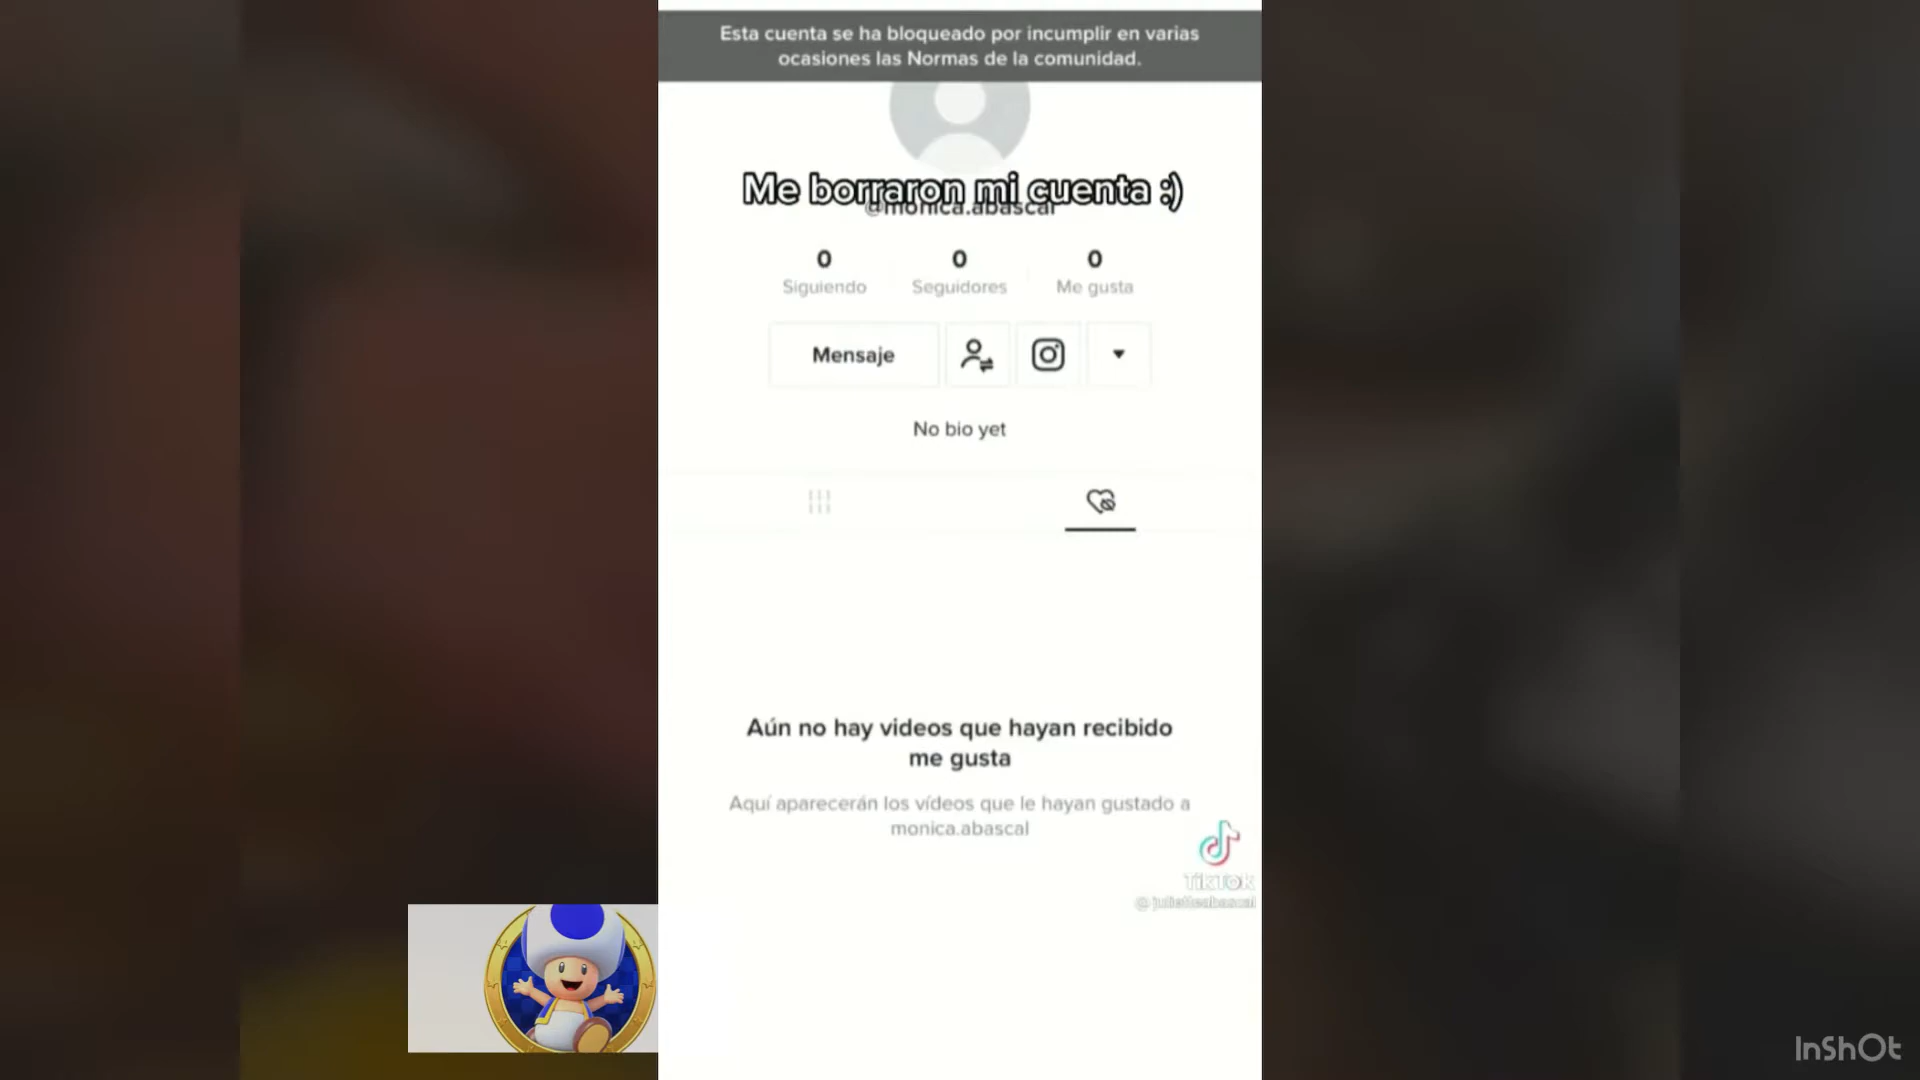 Esta cuenta se ha bloqueado por incumplir en varias
ocasiones las Normas de la comunidad.
Me borraron mi cuenta :)
@monica.abascal
0 0 0
Siguiendo Seguidores Me gusta
Mensaje
No bio yet
Aún no hay videos que hayan recibido
me gusta
Aquí aparecerán los vídeos que le hayan gustado a
monica.abascal
TikTok
@julietteabascal
InShOt